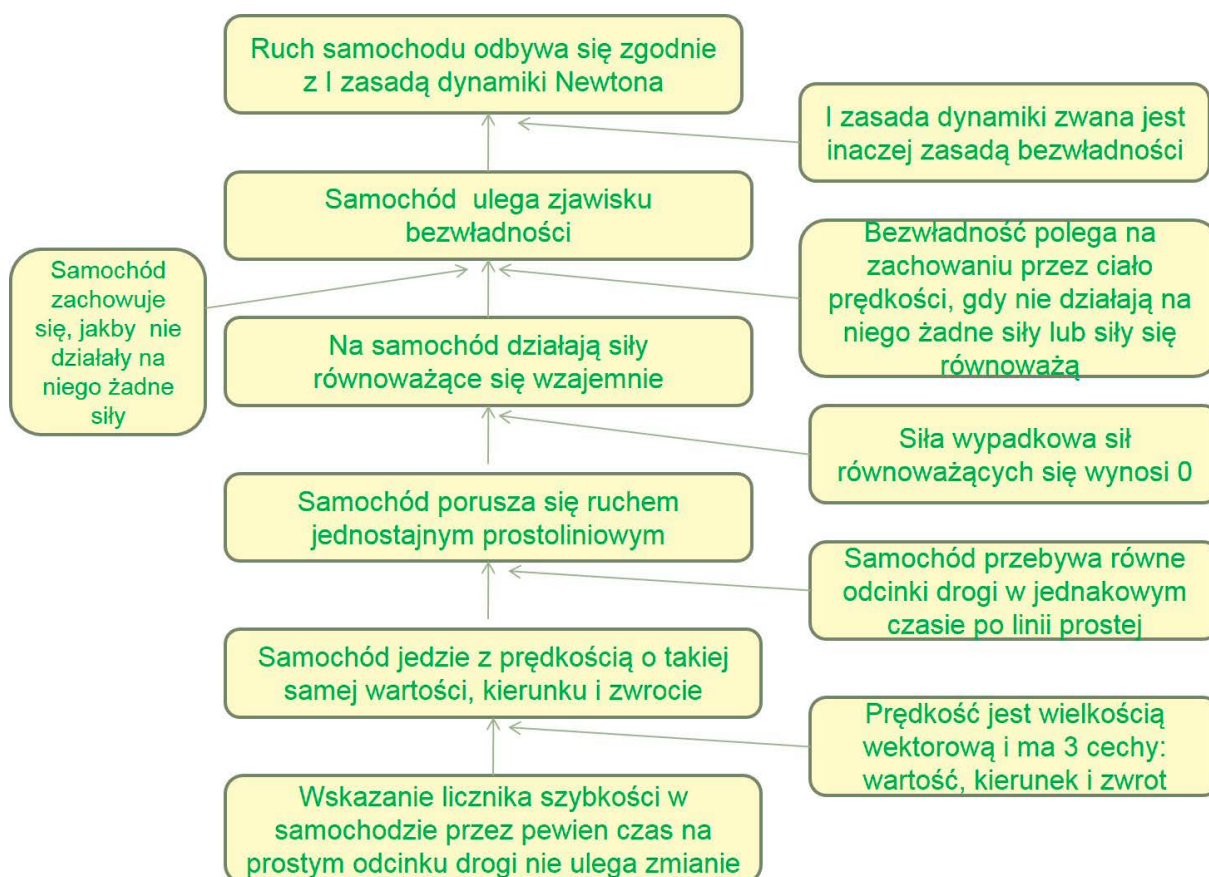 Ruch samochodu odbywa się zgodnie
z I zasadą dynamiki Newtona
I zasada dynamiki zwana jest
inaczej zasadą bezwładności
Samochód ulega zjawisku
bezwładności
Bezwładność polega na
zachowaniu przez ciało
prędkości, gdy nie działają na
niego żadne siły lub siły się
równoważą
Samochód
zachowuje
się, jakby nie
działały na
niego żadne
siły
Na samochód działają siły
równoważące się wzajemnie
Siła wypadkowa sił
równoważących się wynosi 0
Samochód porusza się ruchem
jednostajnym prostoliniowym
Samochód przebywa równe
odcinki drogi w jednakowym
czasie po linii prostej
Samochód jedzie z prędkością o takiej
samej wartości, kierunku i zwrocie
Prędkość jest wielkością
wektorową i ma 3 cechy:
wartość, kierunek i zwrot
Wskazanie licznika szybkości w
samochodzie przez pewien czas na
prostym odcinku drogi nie ulega zmianie